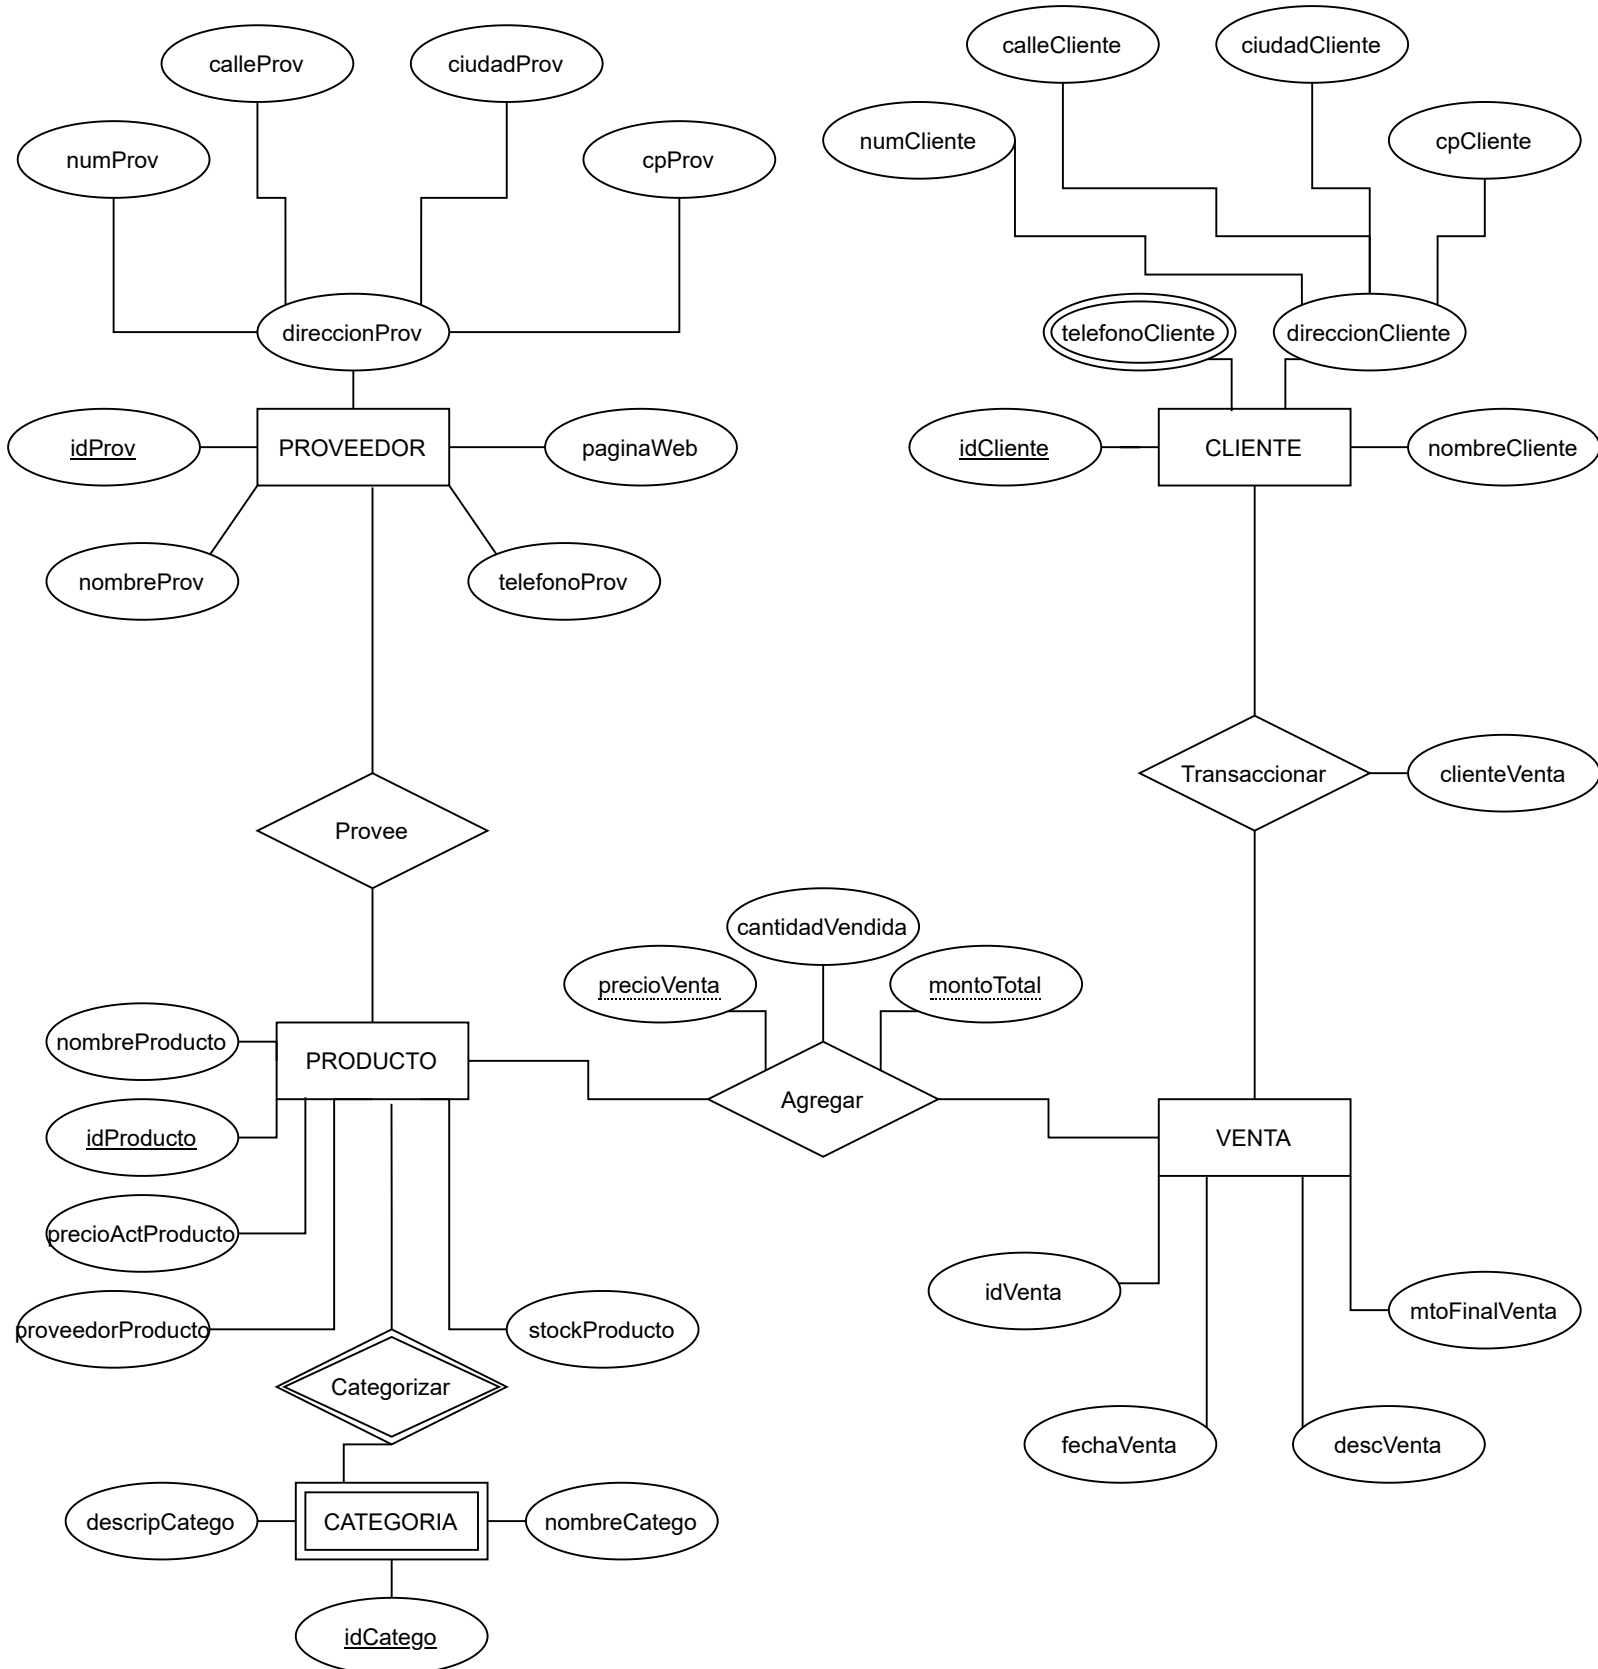 calleCliente
ciudadCliente
calleProv
ciudadProv
numCliente
cpCliente
numProv
cpProv
direccionProv
telefonoCliente
direccionCliente
idProv
PROVEEDOR
paginaWeb
idCliente
CLIENTE
nombreCliente
nombreProv
telefonoProv
Transaccionar
clienteVenta
Provee
cantidadVendida
precioVenta
montoTotal
nombreProducto
PRODUCTO
Agregar
idProducto
VENTA
precioActProducto
idVenta
mtoFinalVenta
proveedorProducto
stockProducto
Categorizar
fechaVenta
descVenta
descripCatego
CATEGORIA
nombreCatego
idCatego